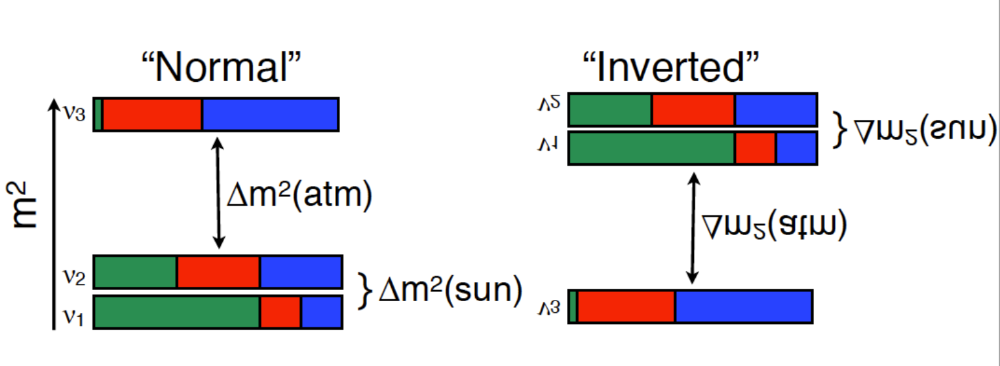 “Normal”
ν3
Δm²(atm)
m²
ν2
Δm²(sun)
ν1
“Inverted”
ν2
ν1
Δm²(sun)
Δm²(atm)
ν3